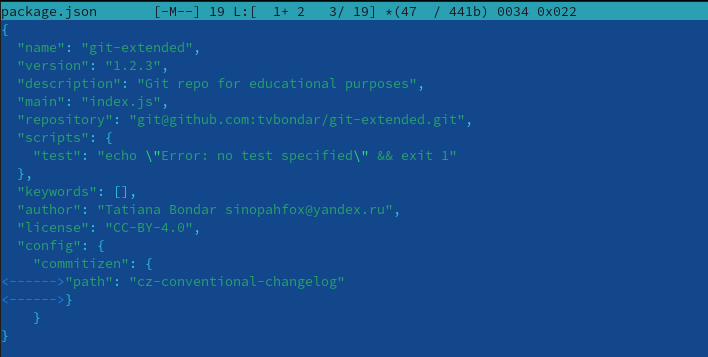 package.json       [-M--] 19 L:[  1+ 2   3/ 19] *(47  / 441b) 0034 0x022
{
  "name": "git-extended",
  "version": "1.2.3",
  "description": "Git repo for educational purposes",
  "main": "index.js",
  "repository": "git@github.com:tvbondar/git-extended.git",
  "scripts": {
    "test": "echo \"Error: no test specified\" && exit 1"
  },
  "keywords": [],
  "author": "Tatiana Bondar sinopahfox@yandex.ru",
  "license": "CC-BY-4.0",
  "config": {
    "commitizen": {
<------>"path": "cz-conventional-changelog"
<------>}
    }
}